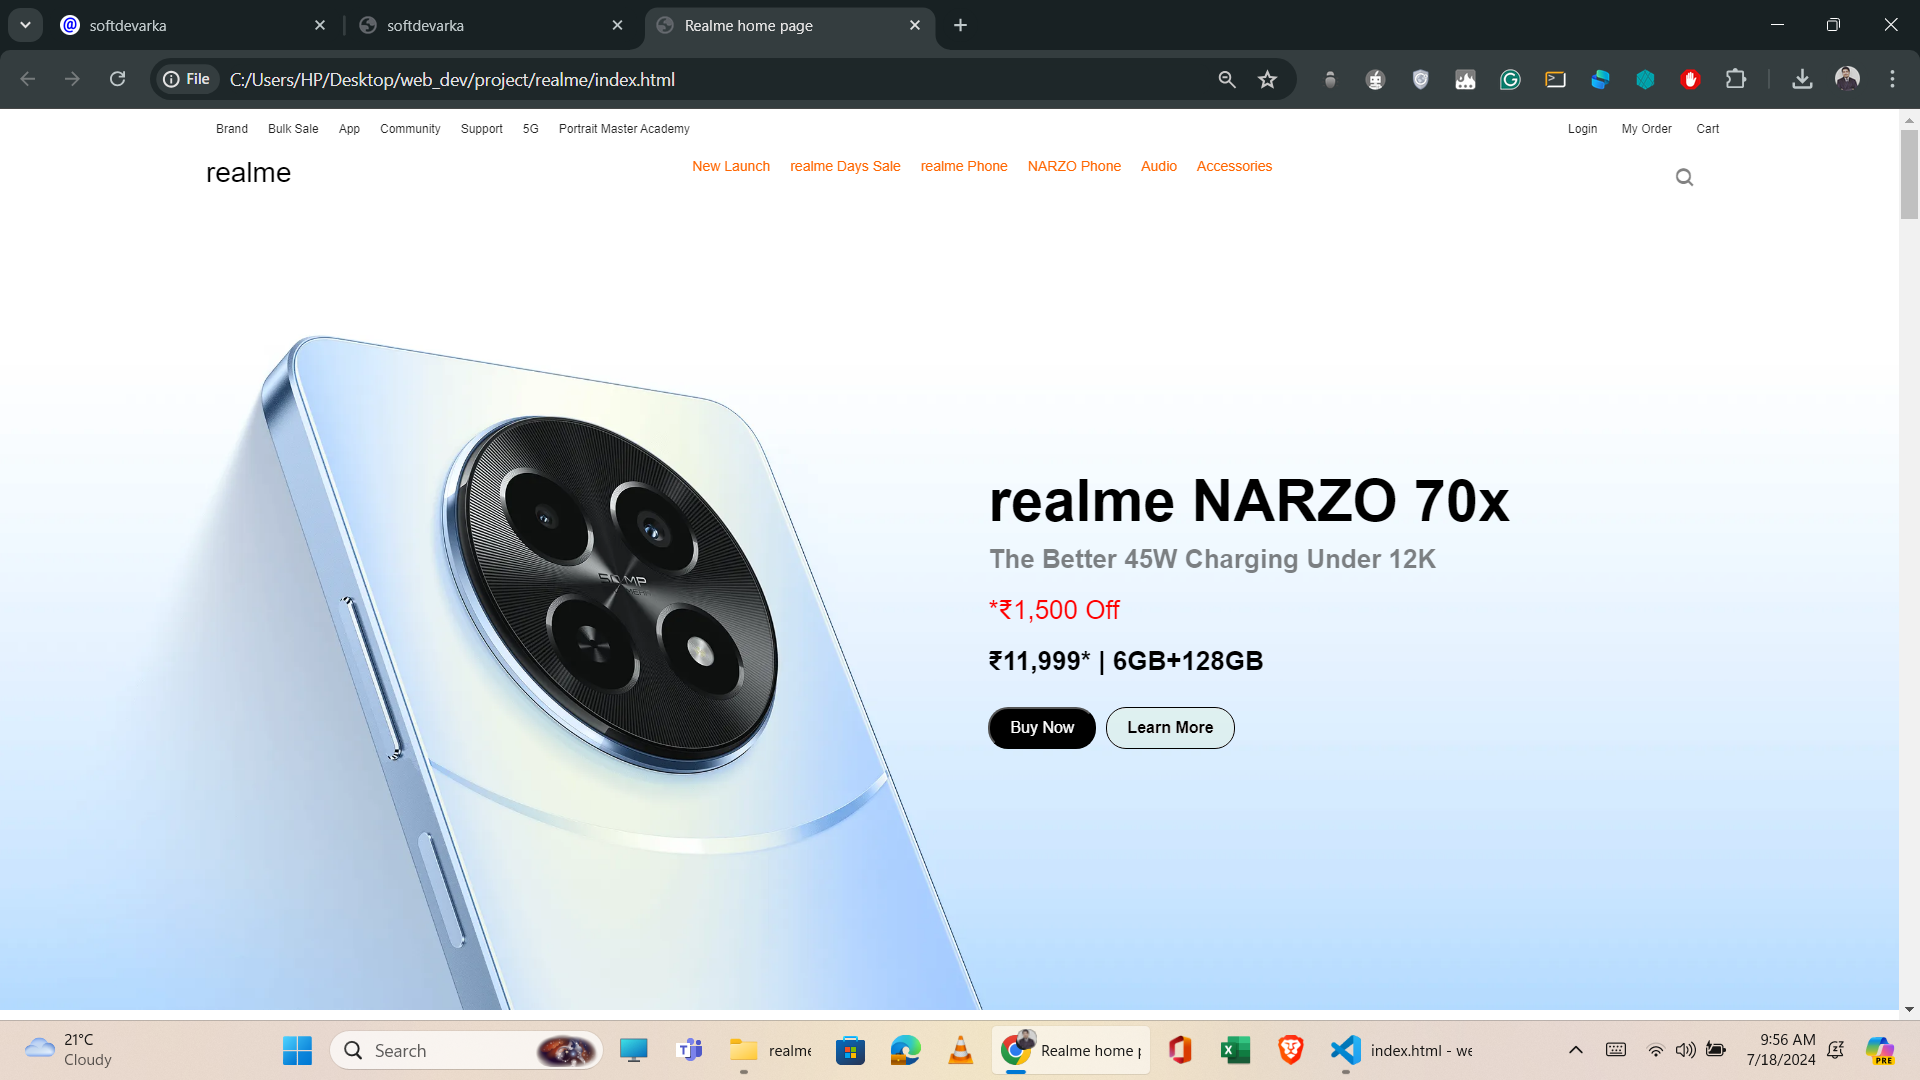 softdevarka
softdevarka
Realme home page
File
C:/Users/HP/Desktop/web_dev/project/realme/index.html
Brand Bulk Sale App Community Support 5G Portrait Master Academy
Login My Order Cart
realme
New Launch realme Days Sale realme Phone NARZO Phone Audio Accessories
50MP
realme NARZO 70x
The Better 45W Charging Under 12K
*₹1,500 Off
₹11,999* | 6GB+128GB
Buy Now
Learn More
21°C
Cloudy
Search
realme
Realme home p
index.html - we
9:56 AM
7/18/2024
PRE